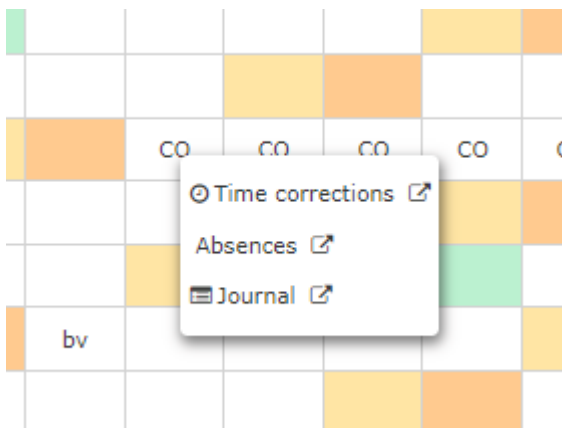 CO CO CO CO
Time corrections
Absences
Journal
bv